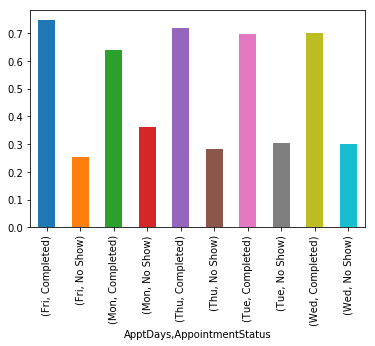 0.7
0.6
0.5
0.4
0.3
0.2
0.1
0.0
(Fri, Completed)
(Fri, No Show)
(Mon, Completed)
(Mon, No Show)
(Thu, Completed)
(Thu, No Show)
(Tue, Completed)
(Tue, No Show)
(Wed, Completed)
(Wed, No Show)
ApptDays,AppointmentStatus